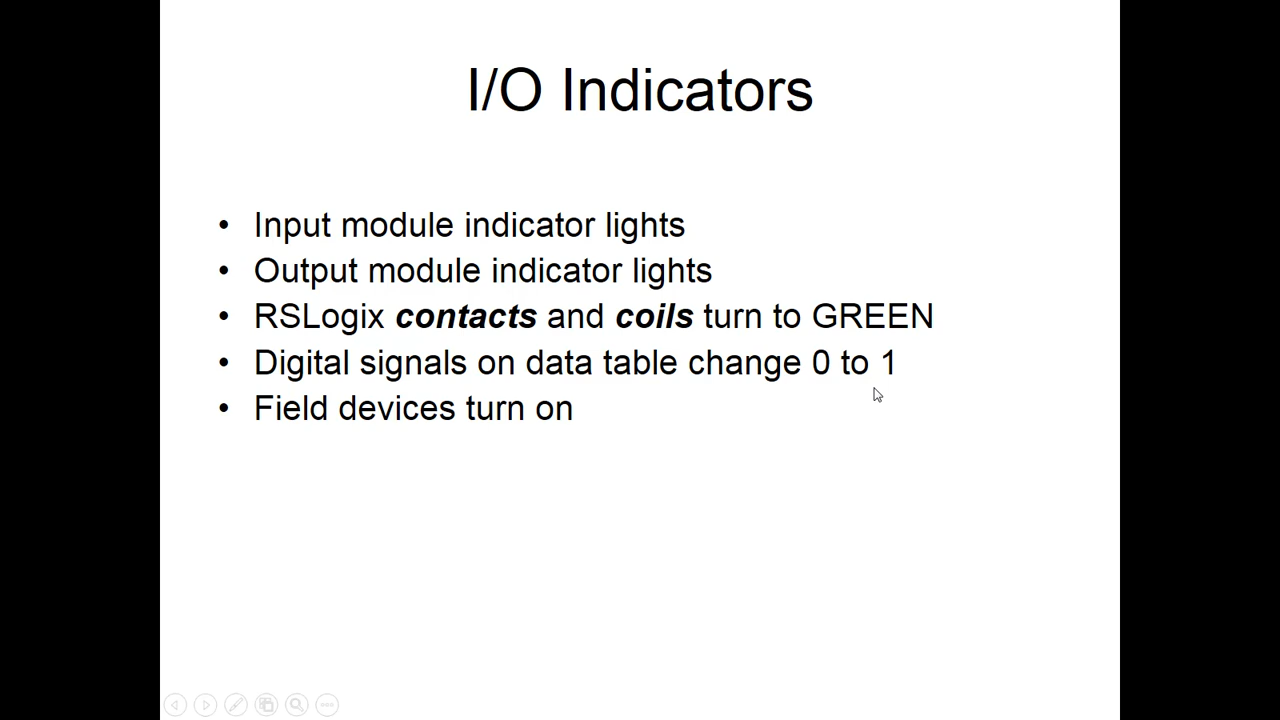 I/O Indicators
• Input module indicator lights
• Output module indicator lights
• RSLogix contacts and coils turn to GREEN
• Digital signals on data table change 0 to 1
• Field devices turn on